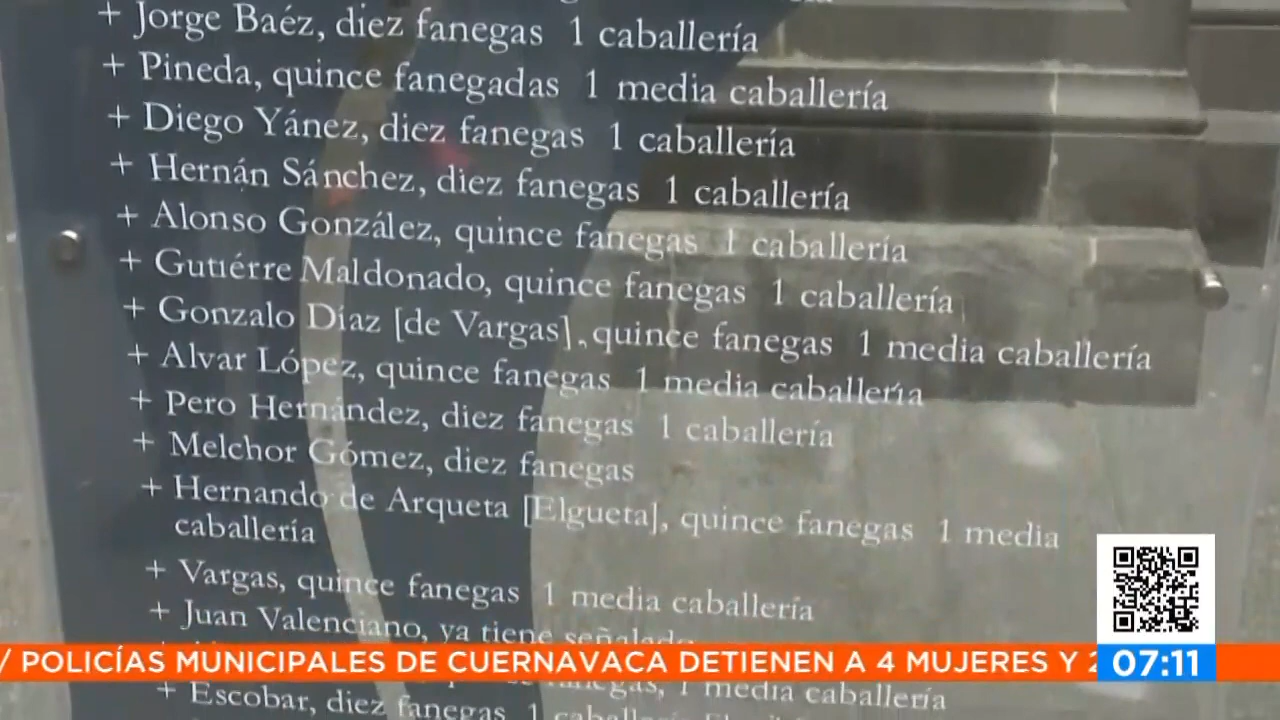 + Jorge Baéz, diez fanegas 1 caballería
+ Pineda, quince fanegadas 1 media caballería
+ Diego Yánez, diez fanegas 1 caballería
+ Hernán Sánchez, diez fanegas 1 caballería
+ Alonso González, quince fanegas 1 caballería
+ Gutiérre Maldonado, quince fanegas 1 caballería
+ Gonzalo Díaz [de Vargas], quince fanegas 1 media caballería
+ Alvar López, quince fanegas 1 media caballería
+ Pero Hernández, diez fanegas 1 caballería
+ Melchor Gómez, diez fanegas
+ Hernando de Arqueta [Elgueta], quince fanegas 1 media
caballería
+ Vargas, quince fanegas 1 media caballería
+ Juan Valenciano, ya tiene señalado
/ POLICÍAS MUNICIPALES DE CUERNAVACA DETIENEN A 4 MUJERES Y 2
07:11
fanegas, 1 media caballería
+ Escobar, diez fanegas 1